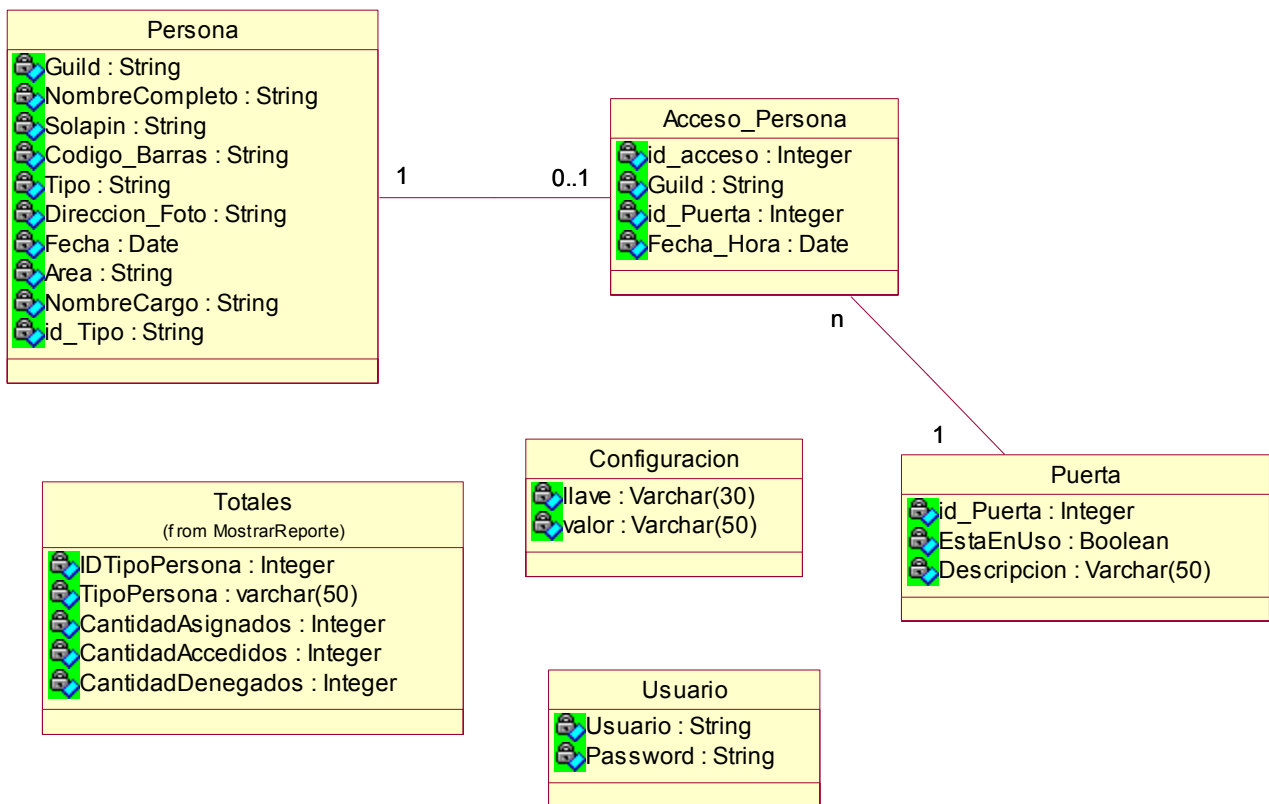 Persona
Guild : String
NombreCompleto : String
Solapin : String
Codigo_Barras : String
Tipo : String
Direccion_Foto : String
Fecha : Date
Area : String
NombreCargo : String
id_Tipo : String
1
0..1
Acceso_Persona
id_acceso : Integer
Guild : String
id_Puerta : Integer
Fecha_Hora : Date
n
1
Puerta
id_Puerta : Integer
EstaEnUso : Boolean
Descripcion : Varchar(50)
Configuracion
llave : Varchar(30)
valor : Varchar(50)
Totales
(from MostrarReporte)
IDTipoPersona : Integer
TipoPersona : varchar(50)
CantidadAsignados : Integer
CantidadAccedidos : Integer
CantidadDenegados : Integer
Usuario
Usuario : String
Password : String